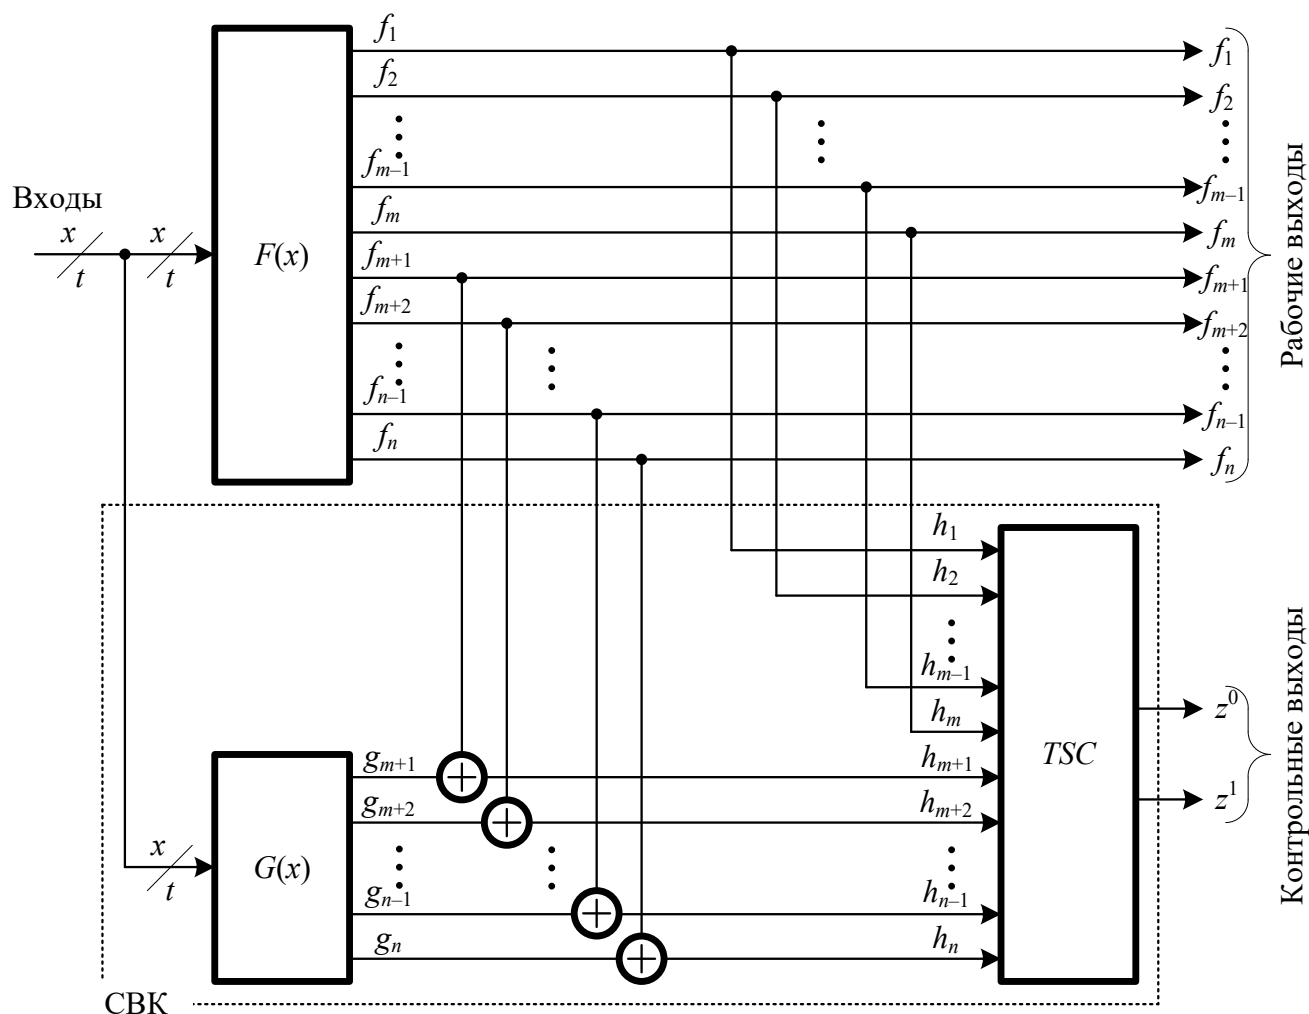 f1
f2
fm–1
fm
fm+1
fm+2
fn–1
fn
Входы
x
t
x
t
F(x)
f1
f2
fm–1
fm
fm+1
fm+2
fn–1
fn
Рабочие выходы
h1
h2
hm–1
hm
hm+1
hm+2
hn–1
hn
TSC
z0
z1
Контрольные выходы
x
t
G(x)
gm+1
gm+2
gn–1
gn
СВК